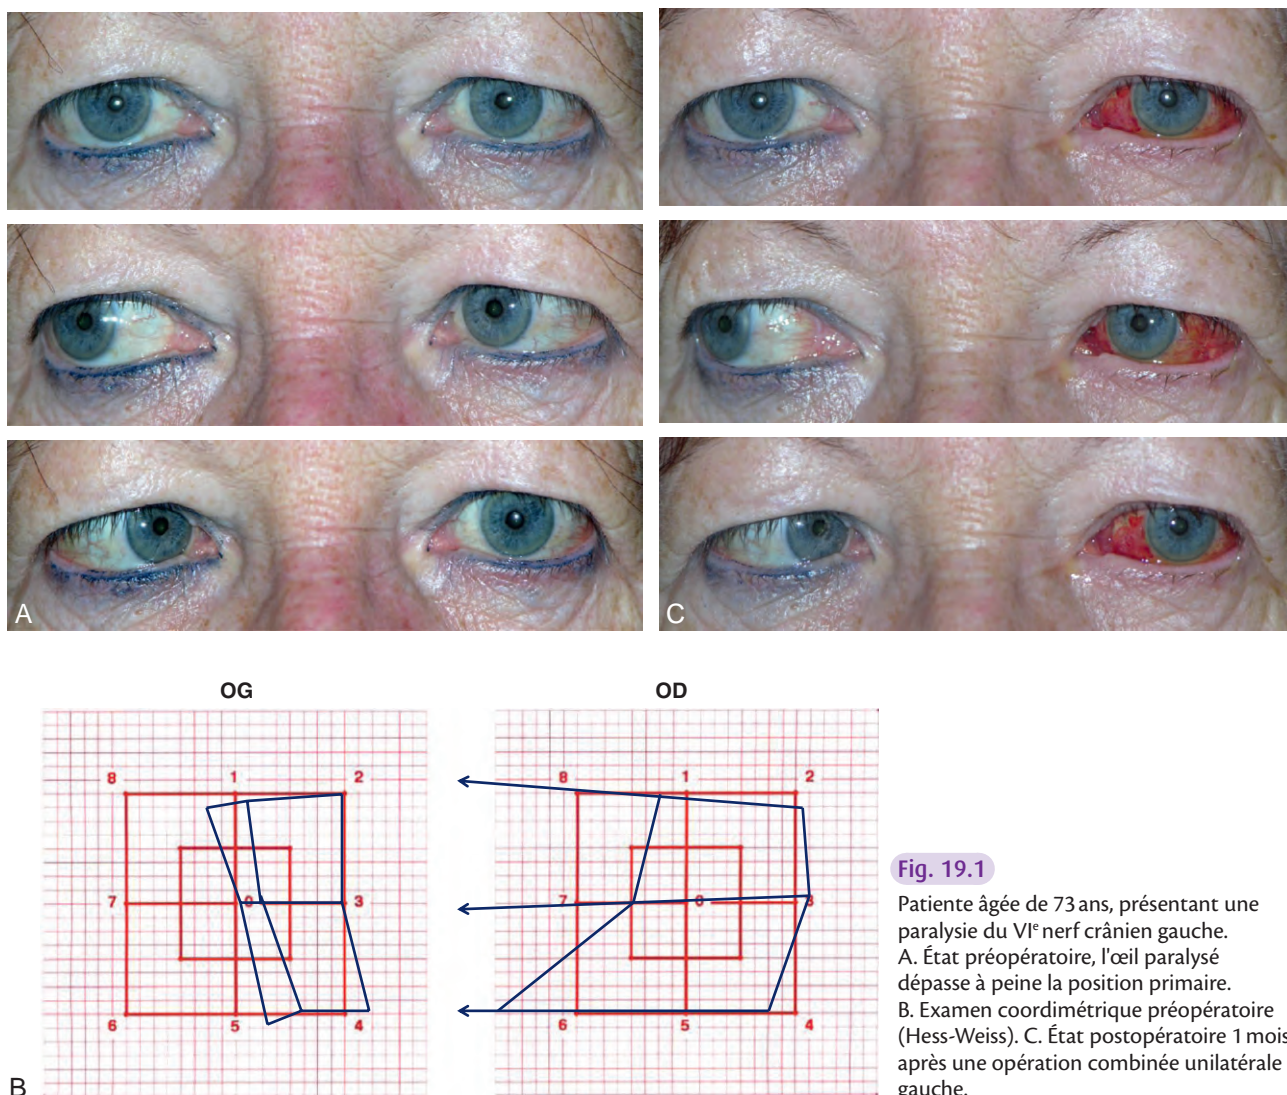 A
C
OG
OD
8 1 2
7 0 3
6 5 4
8 1 2
7 0 3
6 5 4
B
Fig. 19.1
Patiente âgée de 73 ans, présentant une
paralysie du VIe nerf crânien gauche.
A. État préopératoire, l'œil paralysé
dépasse à peine la position primaire.
B. Examen coordimétrique préopératoire
(Hess-Weiss). C. État postopératoire 1 mois
après une opération combinée unilatérale
gauche.